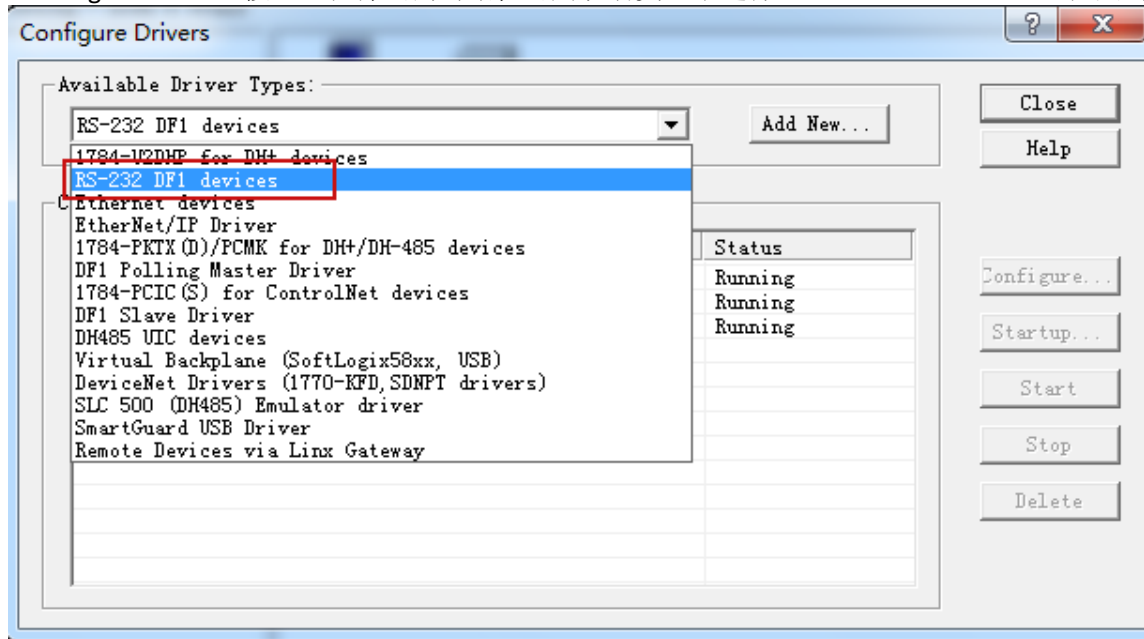 Configure Drivers
Available Driver Types:
RS-232 DF1 devices
Add New...
Close
Help
1784-U2DHP for DH+ devices
RS-232 DF1 devices
Ethernet devices
EtherNet/IP Driver
1784-PKTX(D)/PCMK for DH+/DH-485 devices
DF1 Polling Master Driver
1784-PCIC(S) for ControlNet devices
DF1 Slave Driver
DH485 UIC devices
Virtual Backplane (SoftLogix58xx, USB)
DeviceNet Drivers (1770-KFD,SDNPT drivers)
SLC 500 (DH485) Emulator driver
SmartGuard USB Driver
Remote Devices via Linx Gateway
Status
Running
Running
Running
Configure...
Startup...
Start
Stop
Delete